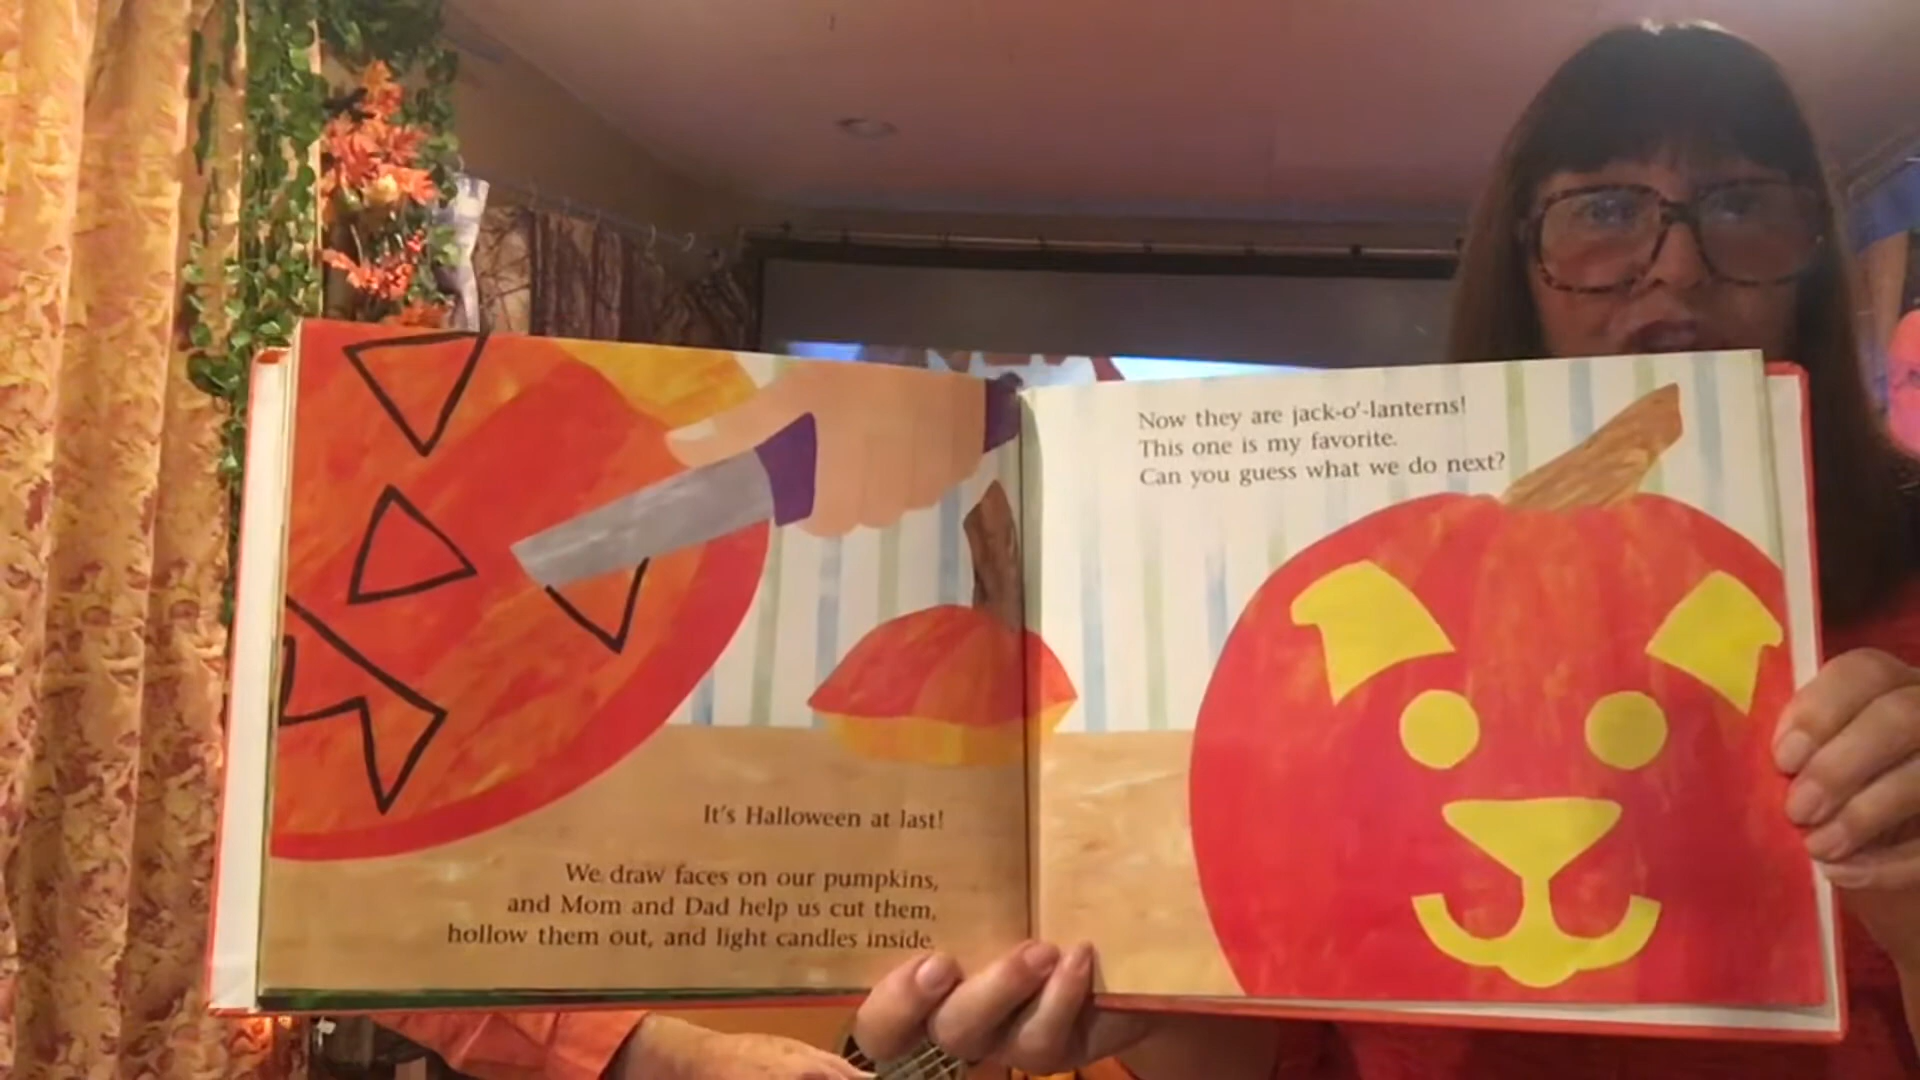 It's Halloween at last!
We draw faces on our pumpkins,
and Mom and Dad help us cut them,
hollow them out, and light candles inside.
Now they are jack-o'-lanterns!
This one is my favorite.
Can you guess what we do next?